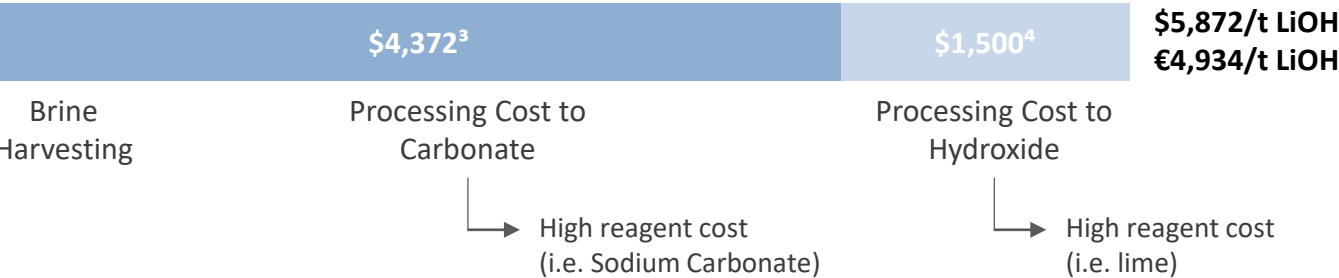 $4,372³
$1,500⁴
$5,872/t LiOH
€4,934/t LiOH
Brine
Harvesting
Processing Cost to
Carbonate
Processing Cost to
Hydroxide
High reagent cost
(i.e. Sodium Carbonate)
High reagent cost
(i.e. lime)